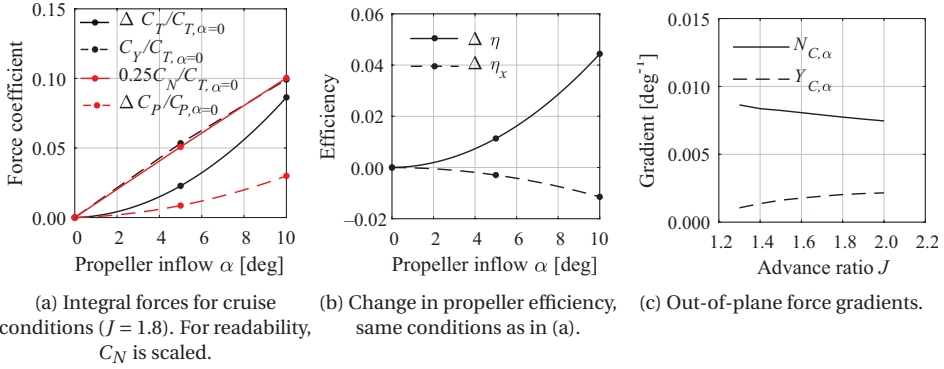 Force coefficient
0.15
0.10
0.05
0.00
Δ C_T/C_{T,α=0}
C_Y/C_{T,α=0}
0.25C_N/C_{T,α=0}
Δ C_P/C_{P,α=0}
0 2 4 6 8 10
Propeller inflow α [deg]
Efficiency
0.06
0.04
0.02
0.00
−0.02
Δ η
Δ η_x
0 2 4 6 8 10
Propeller inflow α [deg]
Gradient [deg⁻¹]
0.015
0.010
0.005
0.000
N_{C,α}
Y_{C,α}
1.2 1.4 1.6 1.8 2.0 2.2
Advance ratio J
(a) Integral forces for cruise
conditions (J = 1.8). For readability,
C_N is scaled.
(b) Change in propeller efficiency,
same conditions as in (a).
(c) Out-of-plane force gradients.